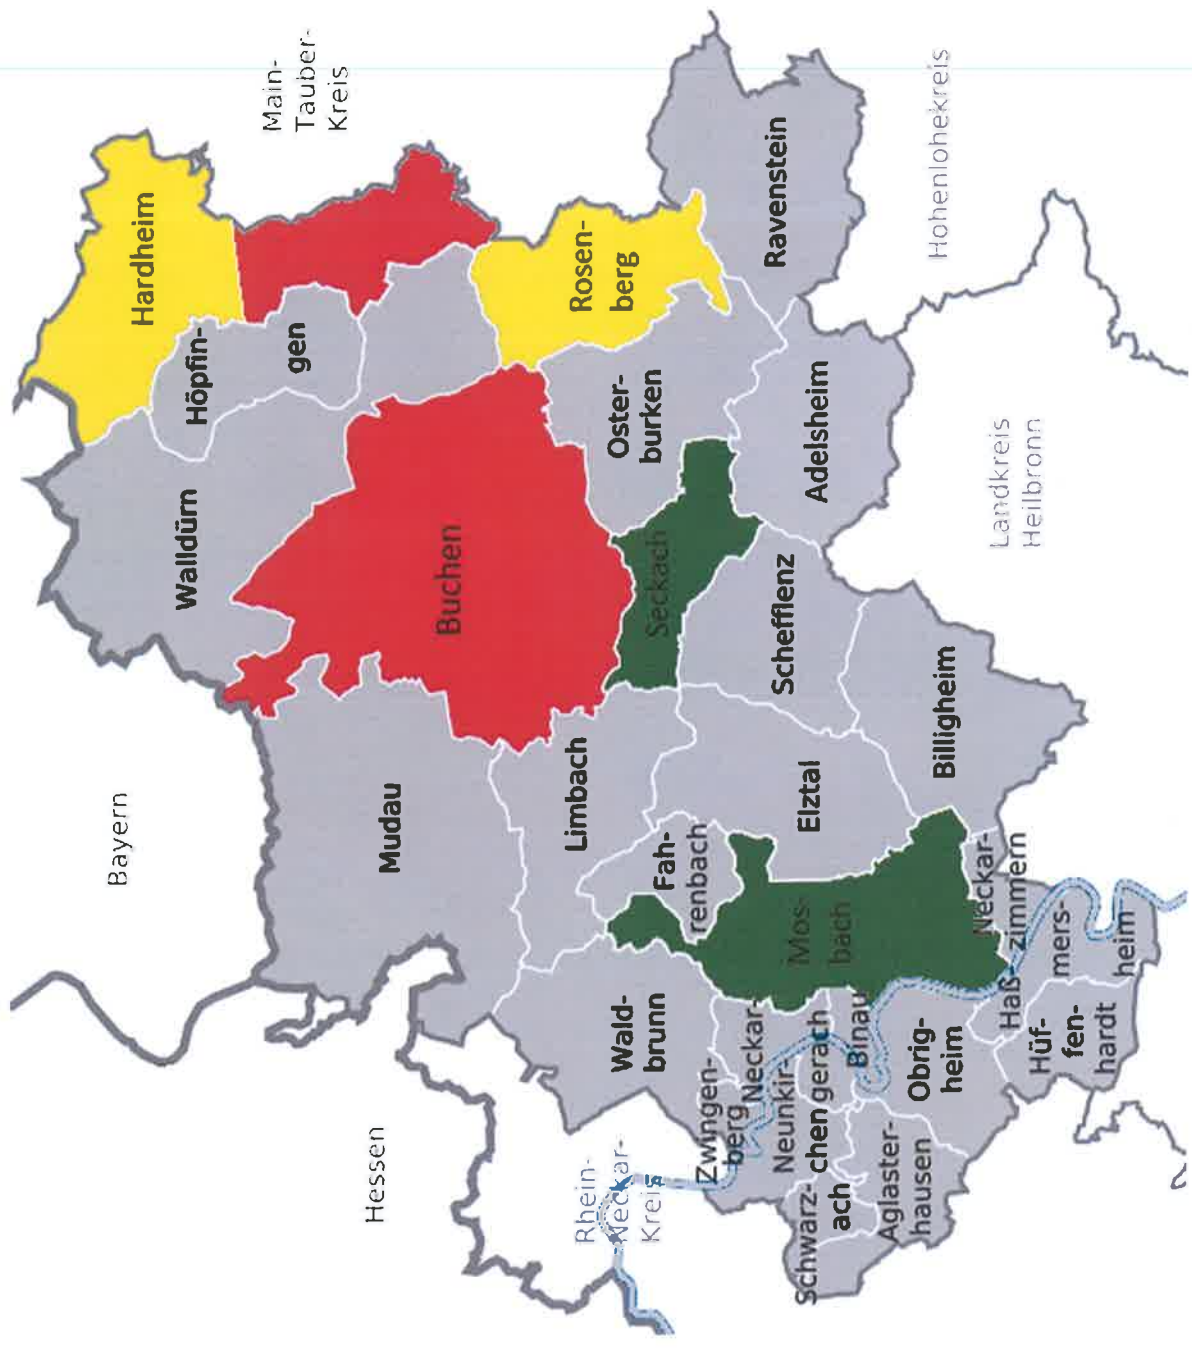 Bayern
Hardheim
Walldürn
Höpfin-
gen
Main-
Tauber-
Kreis
Hessen
Mudau
Buchen
Limbach
Rosen-
berg
Rhein-
Neckar-
Kreis
Oster-
burken
Wald-
brunn
Seckach
Fah-
renbach
Zwingen-
berg
Neckar-
gerach
Neunkir-
chen
Ravenstein
Schefflenz
Elztal
Mos-
bach
Adelsheim
Schwarz-
ach
Binau
Aglaster-
hausen
Obrig-
heim
Billigheim
Hohenlohekreis
Neckar-
zimmern
Landkreis
Heilbronn
Haß-
mers-
heim
Hüf-
fen-
hardt